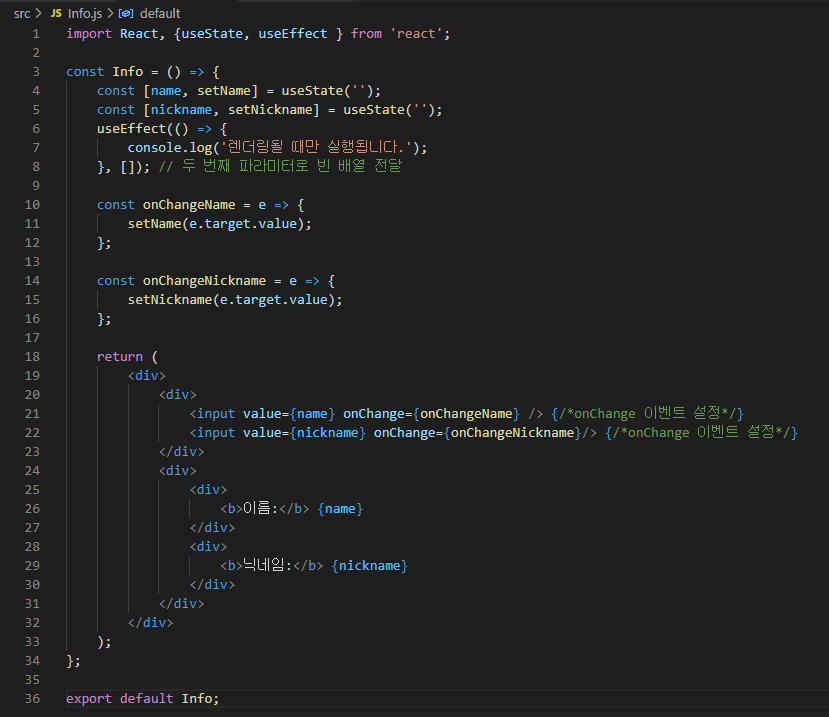 src > JS Info.js > default
1 import React, {useState, useEffect } from 'react';
2
3 const Info = () => {
4     const [name, setName] = useState('');
5     const [nickname, setNickname] = useState('');
6     useEffect(() => {
7         console.log('렌더링될 때만 실행됩니다.');
8     }, []); // 두 번째 파라미터로 빈 배열 전달
9
10     const onChangeName = e => {
11         setName(e.target.value);
12     };
13
14     const onChangeNickname = e => {
15         setNickname(e.target.value);
16     };
17
18     return (
19         <div>
20             <div>
21                 <input value={name} onChange={onChangeName} /> {/*onChange 이벤트 설정*/}
22                 <input value={nickname} onChange={onChangeNickname}/> {/*onChange 이벤트 설정*/}
23             </div>
24             <div>
25                 <div>
26                     <b>이름:</b> {name}
27                 </div>
28                 <div>
29                     <b>닉네임:</b> {nickname}
30                 </div>
31             </div>
32         </div>
33     );
34 };
35
36 export default Info;